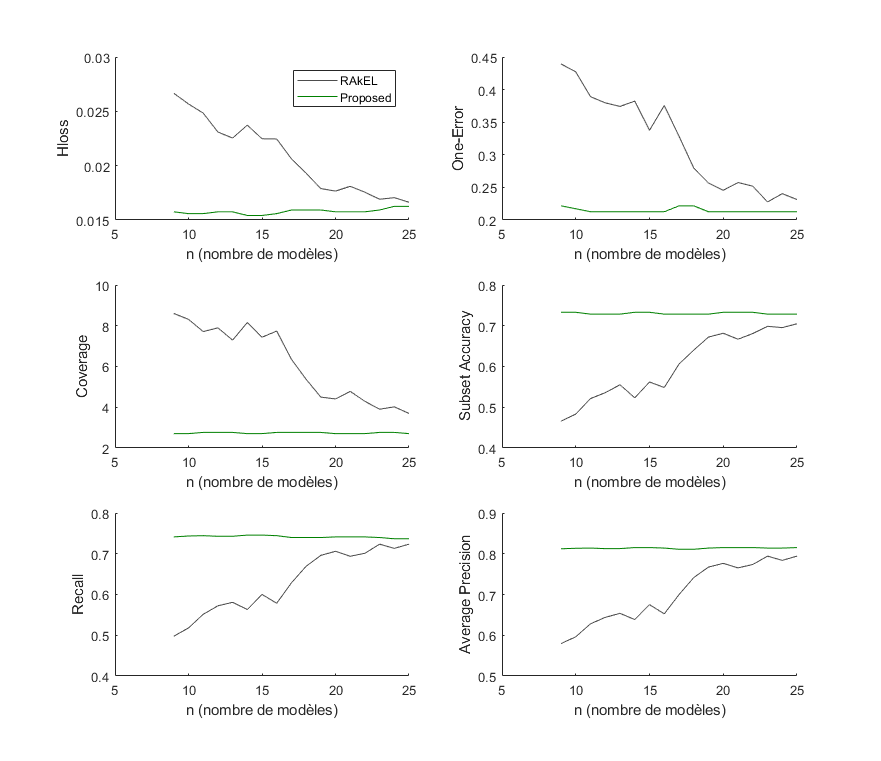 0.03
0.025
0.02
0.015
Hloss
RAkEL
Proposed
5 10 15 20 25
n (nombre de modèles)
0.45
0.4
0.35
0.3
0.25
0.2
One-Error
5 10 15 20 25
n (nombre de modèles)
10
8
6
4
2
Coverage
5 10 15 20 25
n (nombre de modèles)
0.8
0.7
0.6
0.5
0.4
Subset Accuracy
5 10 15 20 25
n (nombre de modèles)
0.8
0.7
0.6
0.5
0.4
Recall
5 10 15 20 25
n (nombre de modèles)
0.9
0.8
0.7
0.6
0.5
Average Precision
5 10 15 20 25
n (nombre de modèles)